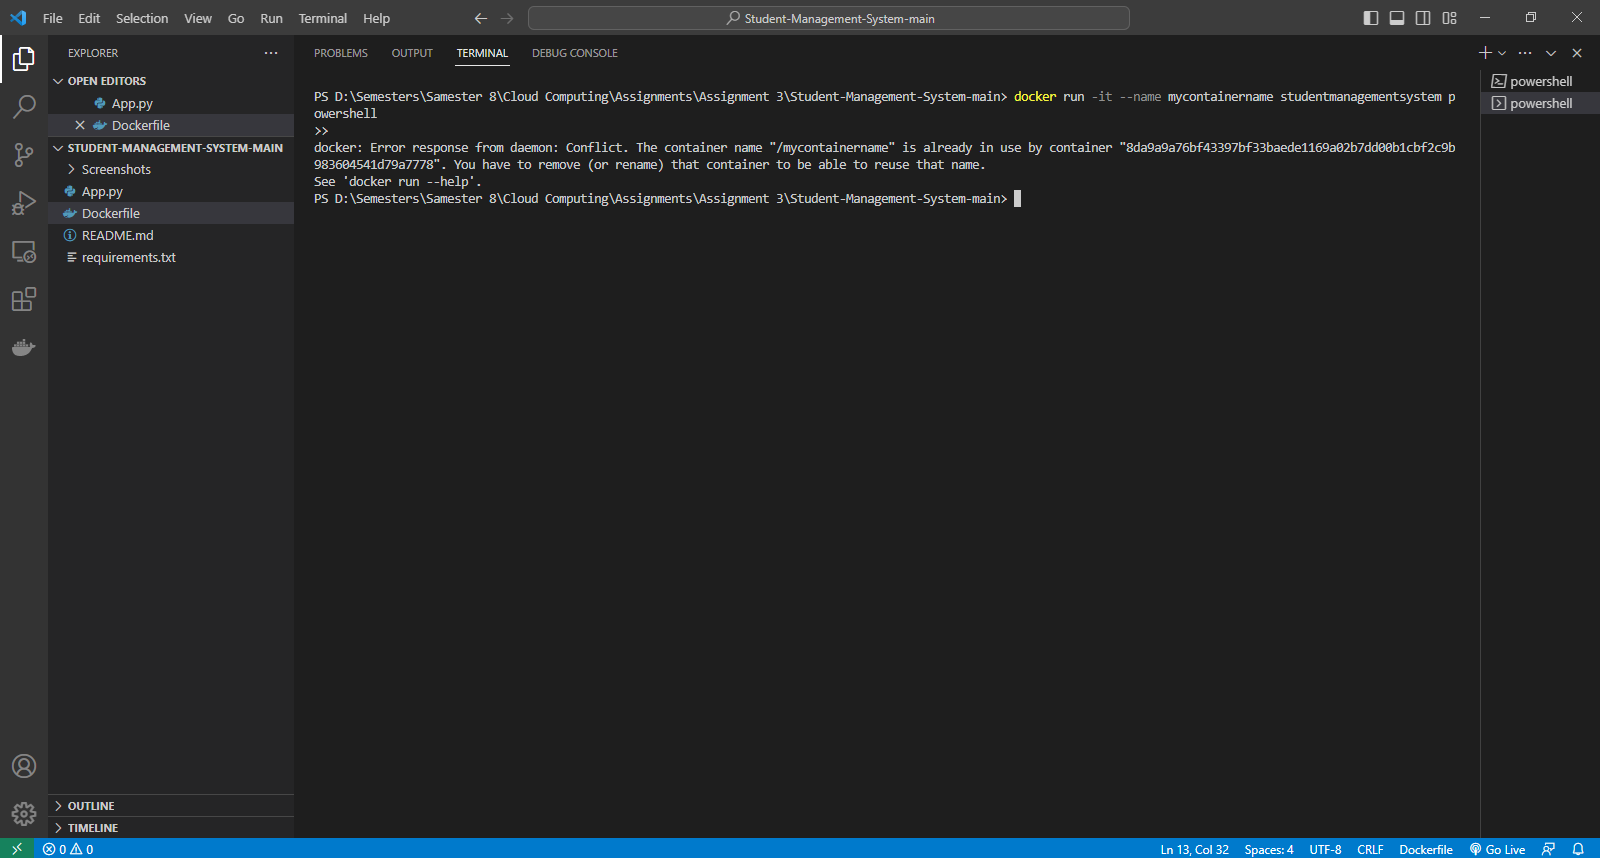 File Edit Selection View Go Run Terminal Help
Student-Management-System-main
EXPLORER
OPEN EDITORS
App.py
Dockerfile
STUDENT-MANAGEMENT-SYSTEM-MAIN
Screenshots
App.py
Dockerfile
README.md
requirements.txt
OUTLINE
TIMELINE
PROBLEMS OUTPUT TERMINAL DEBUG CONSOLE
PS D:\Semesters\Samester 8\Cloud Computing\Assignments\Assignment 3\Student-Management-System-main> docker run -it --name mycontainername studentmanagementsystem p
owershell
>>
docker: Error response from daemon: Conflict. The container name "/mycontainername" is already in use by container "8da9a9a76bf43397bf33baede1169a02b7dd00b1cbf2c9b
983604541d79a7778". You have to remove (or rename) that container to be able to reuse that name.
See 'docker run --help'.
PS D:\Semesters\Samester 8\Cloud Computing\Assignments\Assignment 3\Student-Management-System-main>
powershell
powershell
0 0
Ln 13, Col 32 Spaces: 4 UTF-8 CRLF Dockerfile Go Live